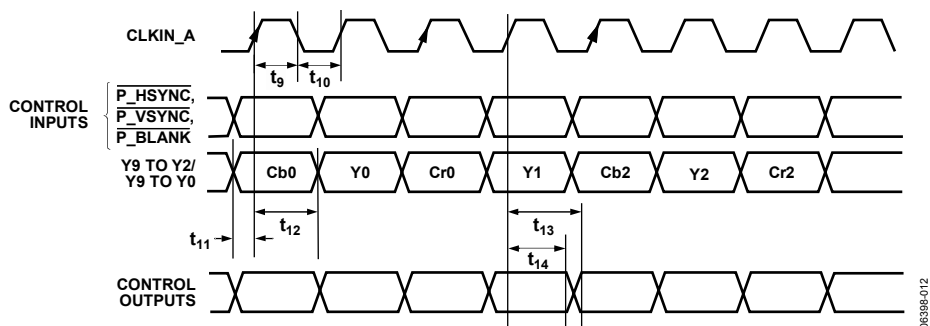 CLKIN_A
t9 t10
CONTROL INPUTS
P_HSYNC,
P_VSYNC,
P_BLANK
Y9 TO Y2/
Y9 TO Y0
Cb0 Y0 Cr0 Y1 Cb2 Y2 Cr2
t12
t13
t11
t14
CONTROL
OUTPUTS
06398-012